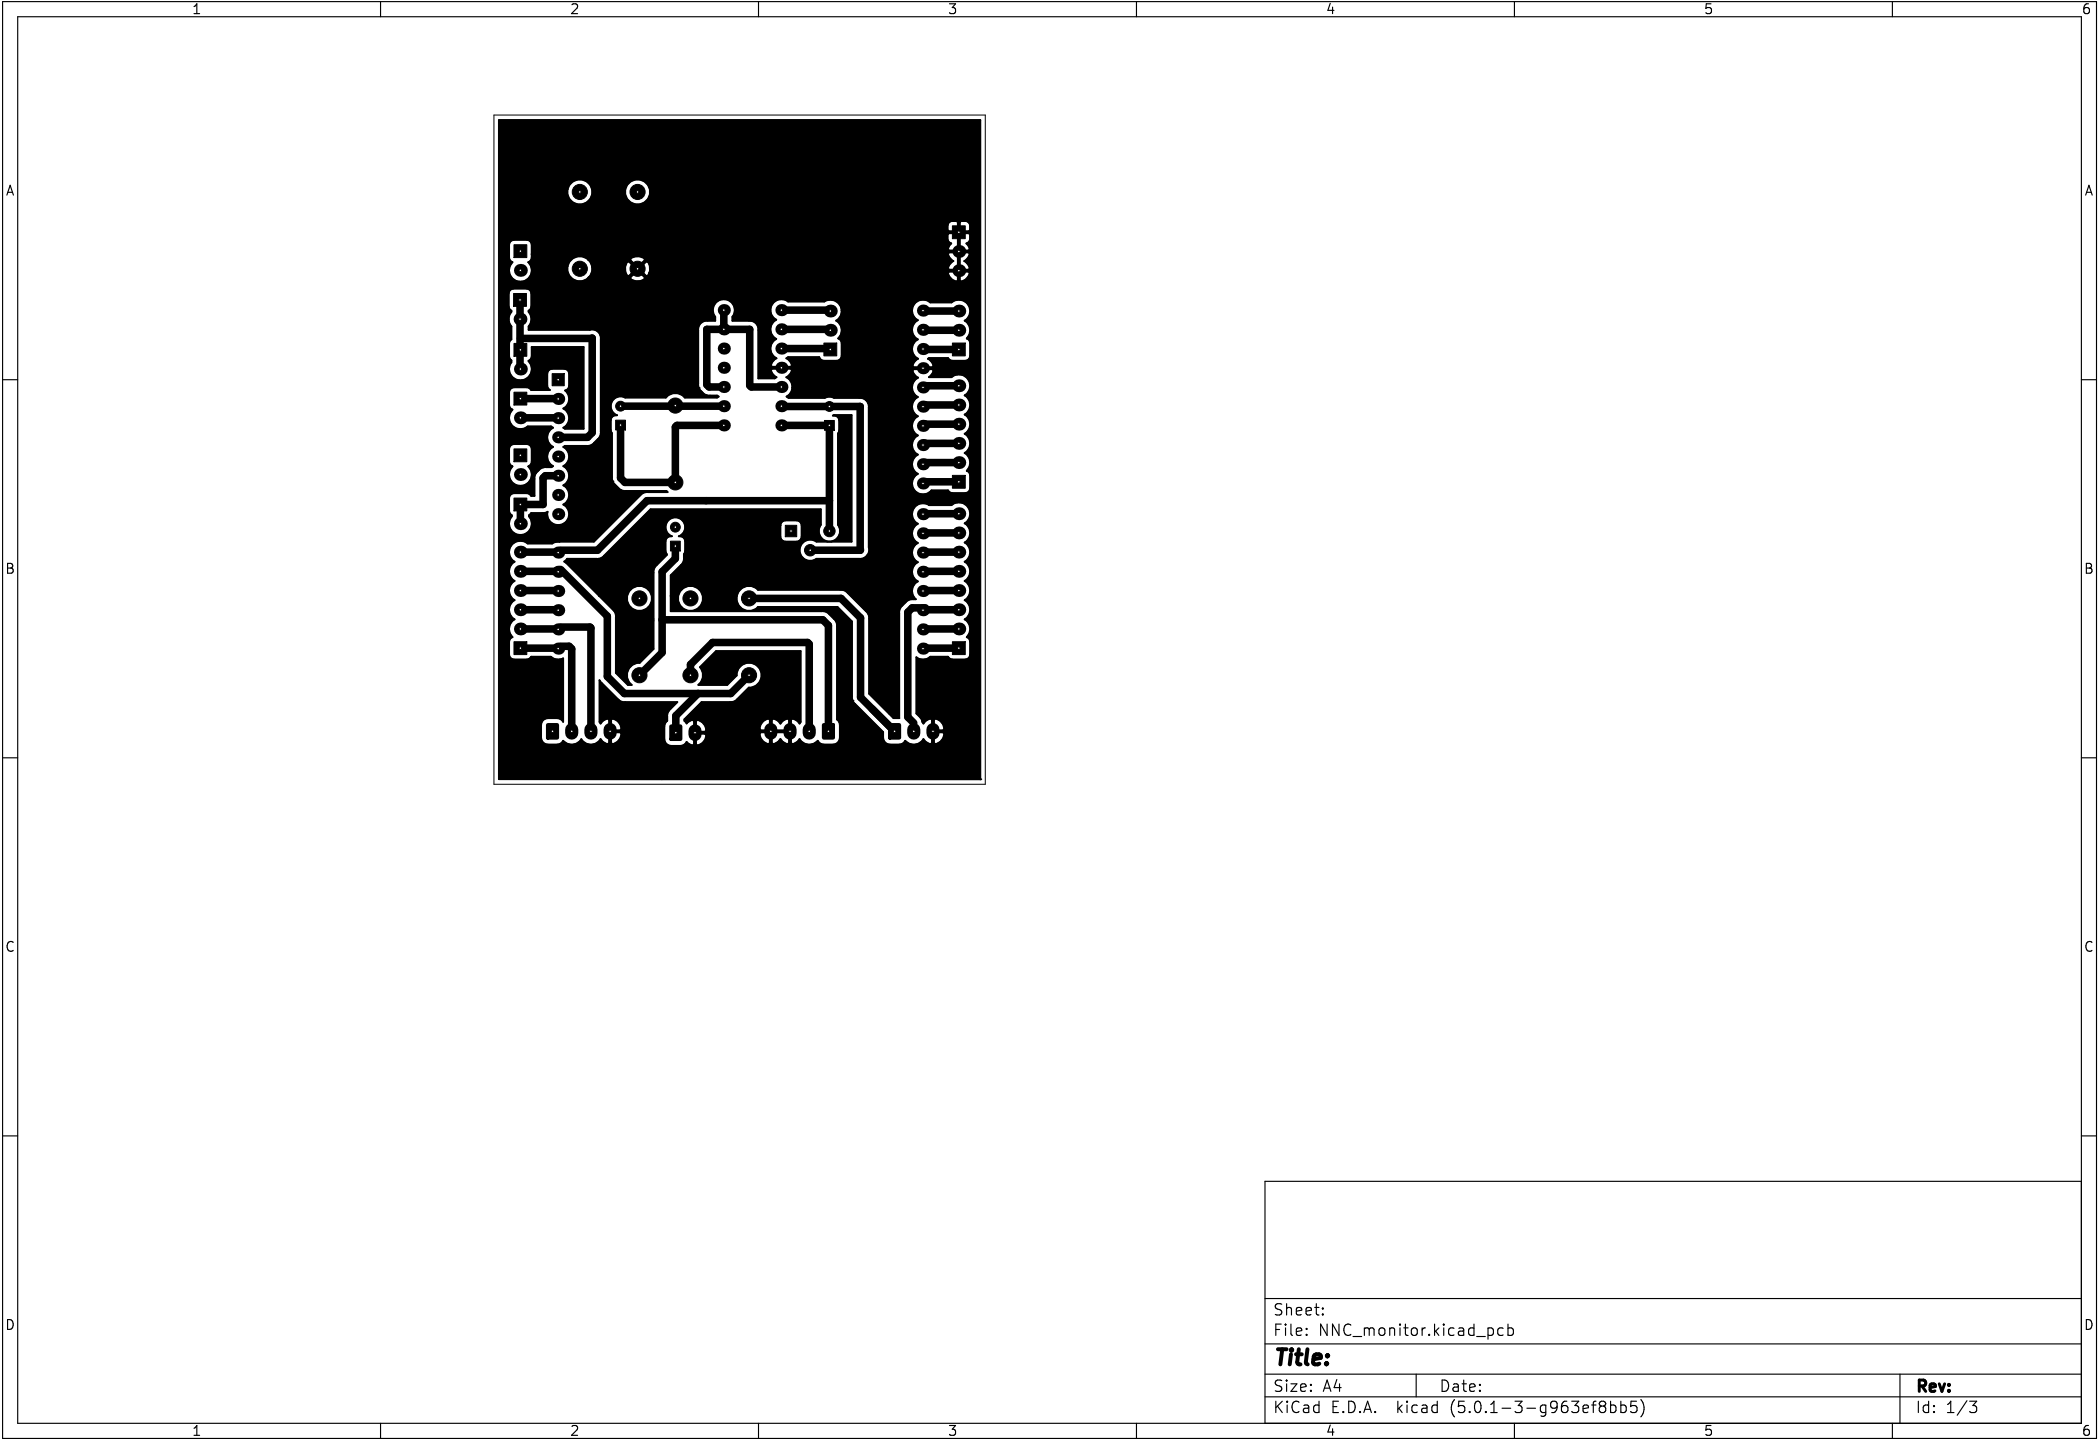 1 2 3 4 5 6
A A
B B
C C
Sheet:
File: NNC_monitor.kicad_pcb
D D
Title:
Size: A4 Date: Rev:
KiCad E.D.A. kicad (5.0.1-3-g963ef8bb5) Id: 1/3
1 2 3 4 5 6